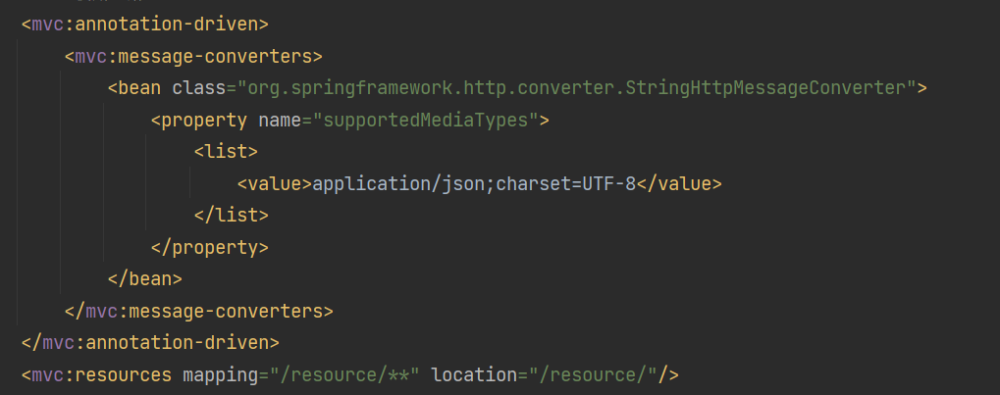 <mvc:annotation-driven>
    <mvc:message-converters>
        <bean class="org.springframework.http.converter.StringHttpMessageConverter">
            <property name="supportedMediaTypes">
                <list>
                    <value>application/json;charset=UTF-8</value>
                </list>
            </property>
        </bean>
    </mvc:message-converters>
</mvc:annotation-driven>
<mvc:resources mapping="/resource/**" location="/resource/"/>